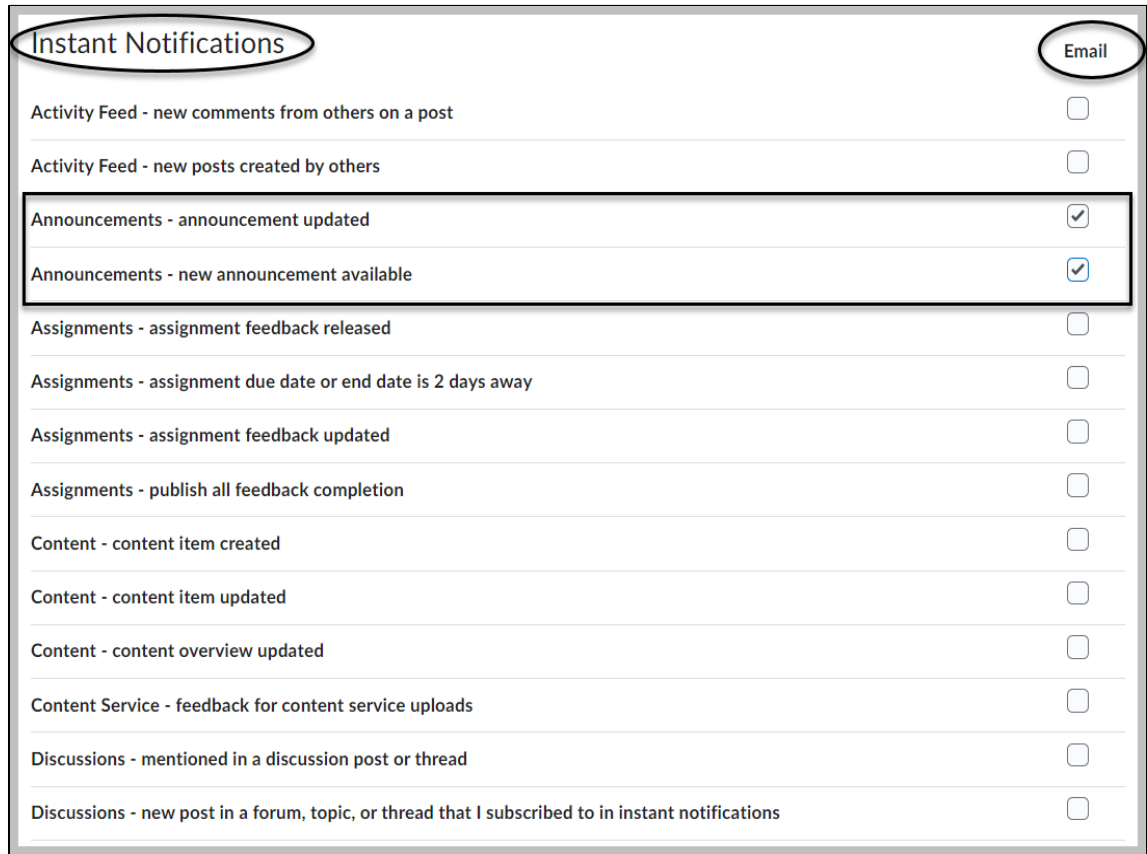 Instant Notifications
Email
Activity Feed - new comments from others on a post
Activity Feed - new posts created by others
Announcements - announcement updated
Announcements - new announcement available
Assignments - assignment feedback released
Assignments - assignment due date or end date is 2 days away
Assignments - assignment feedback updated
Assignments - publish all feedback completion
Content - content item created
Content - content item updated
Content - content overview updated
Content Service - feedback for content service uploads
Discussions - mentioned in a discussion post or thread
Discussions - new post in a forum, topic, or thread that I subscribed to in instant notifications